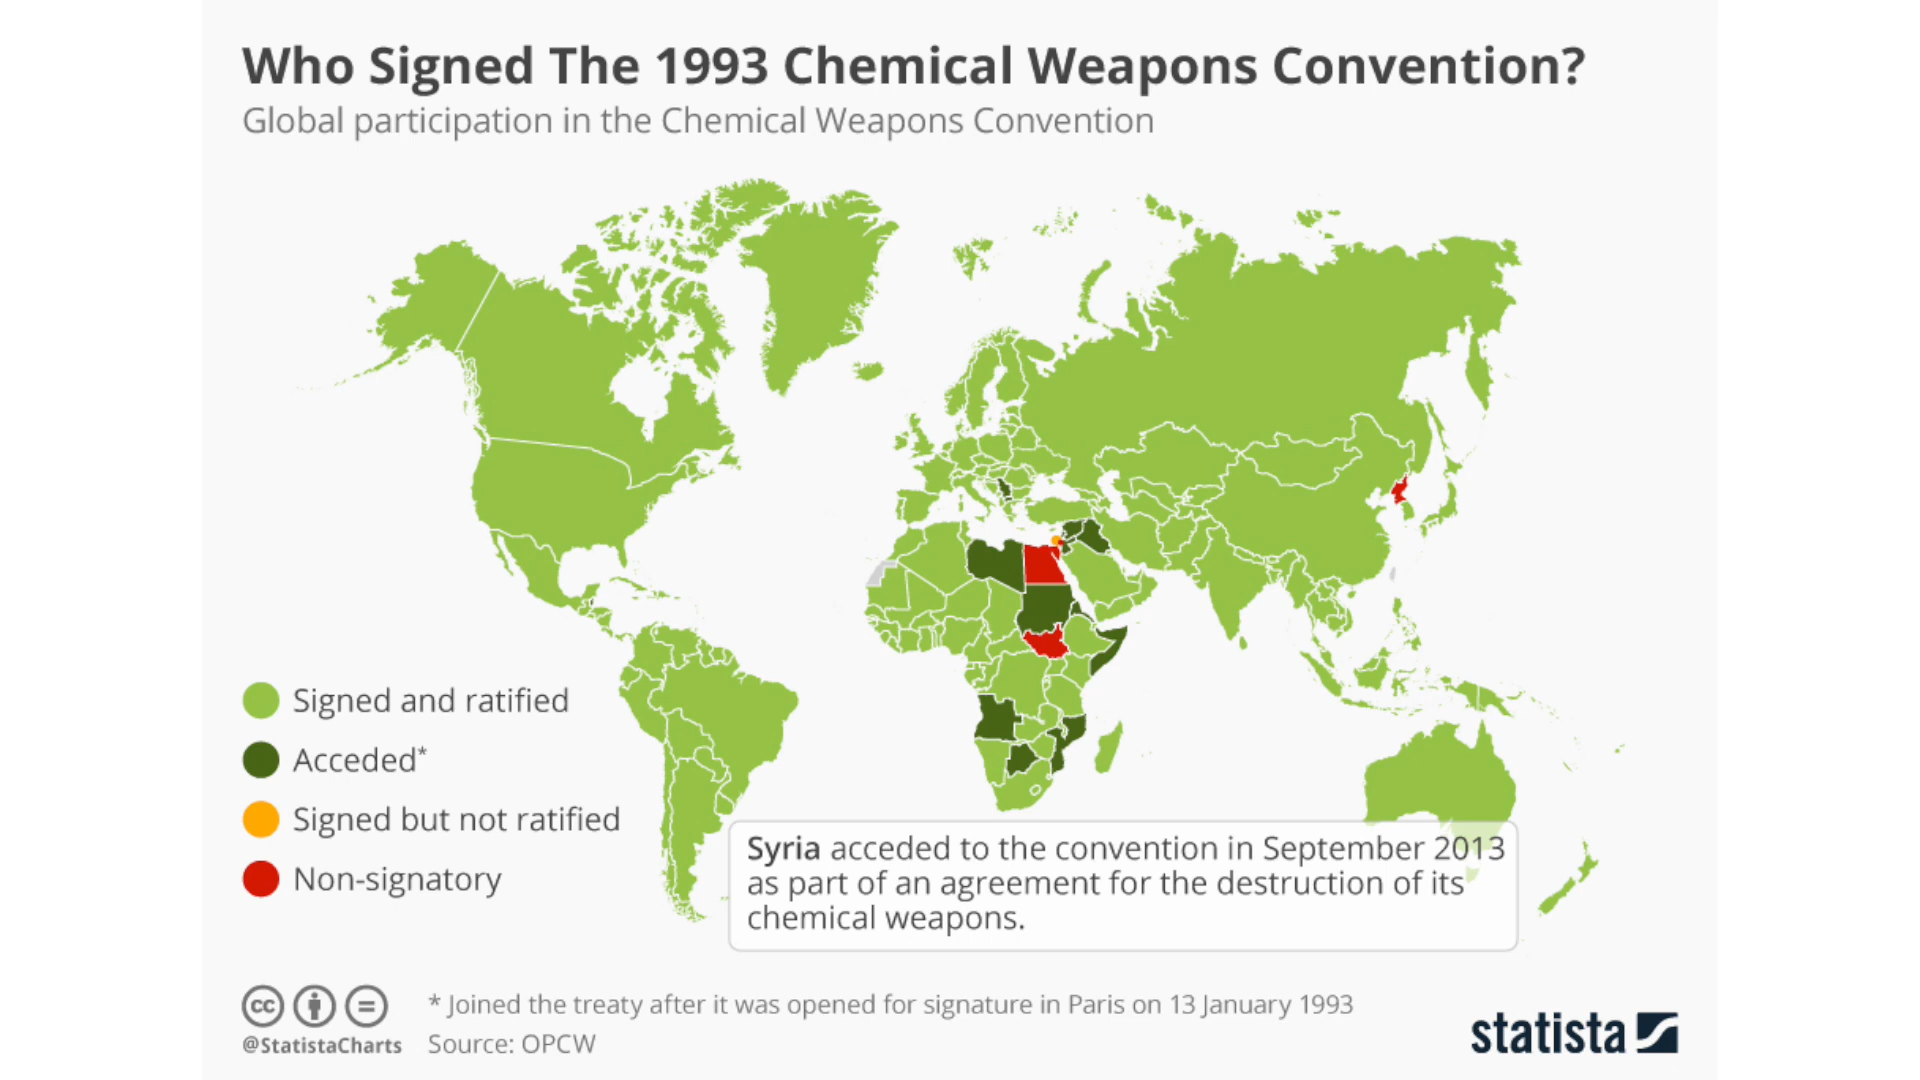 Who Signed The 1993 Chemical Weapons Convention?
Global participation in the Chemical Weapons Convention
Signed and ratified
Acceded*
Signed but not ratified
Non-signatory
Syria acceded to the convention in September 2013
as part of an agreement for the destruction of its
chemical weapons.
cc
@StatistaCharts
* Joined the treaty after it was opened for signature in Paris on 13 January 1993
Source: OPCW
statista